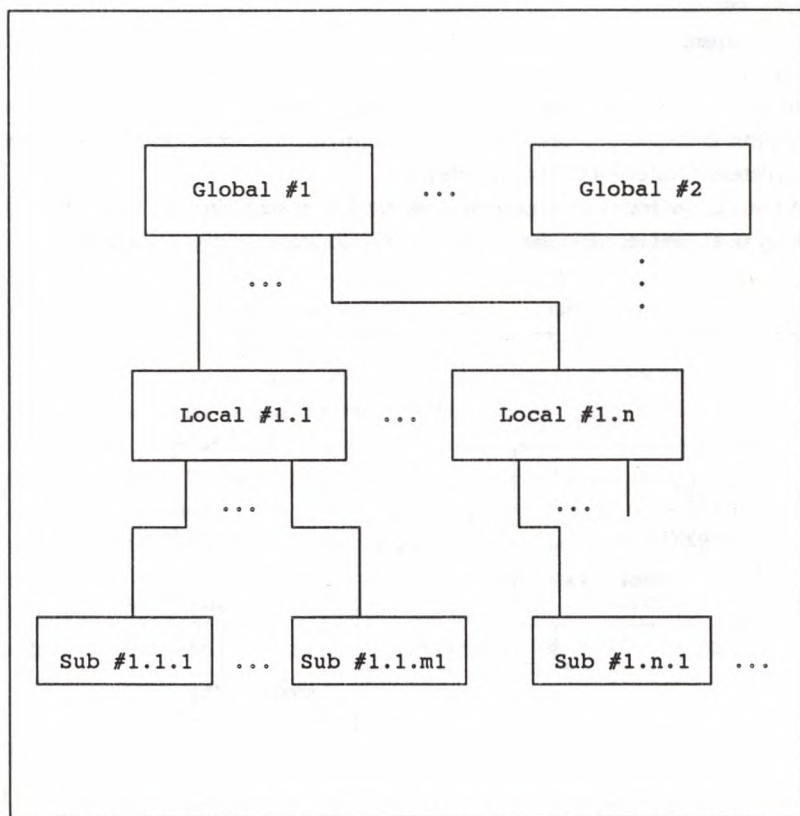 Global #1 ... Global #2
...
Local #1.1 ... Local #1.n
... ...
Sub #1.1.1 ... Sub #1.1.m1 Sub #1.n.1 ...